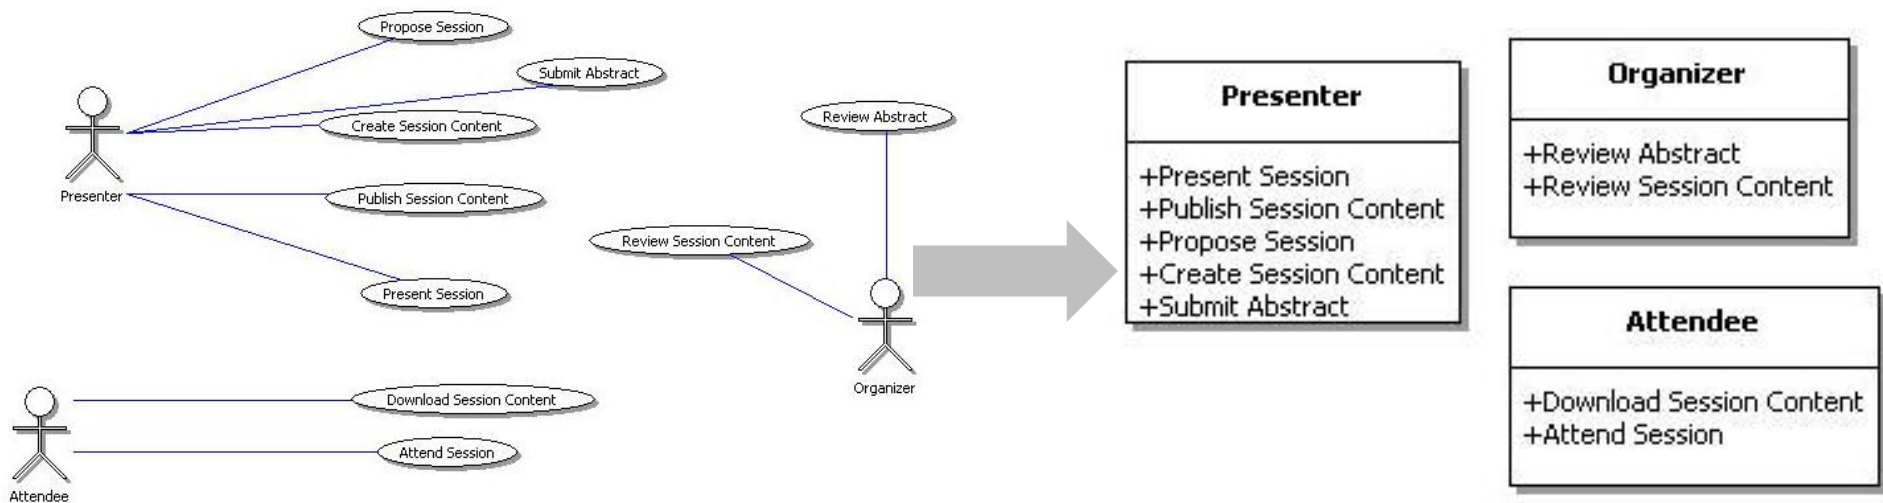 Propose Session
Submit Abstract
Create Session Content
Presenter
Publish Session Content
Present Session
Review Abstract
Review Session Content
Organizer
Download Session Content
Attend Session
Attendee
Presenter
+Present Session
+Publish Session Content
+Propose Session
+Create Session Content
+Submit Abstract
Organizer
+Review Abstract
+Review Session Content
Attendee
+Download Session Content
+Attend Session